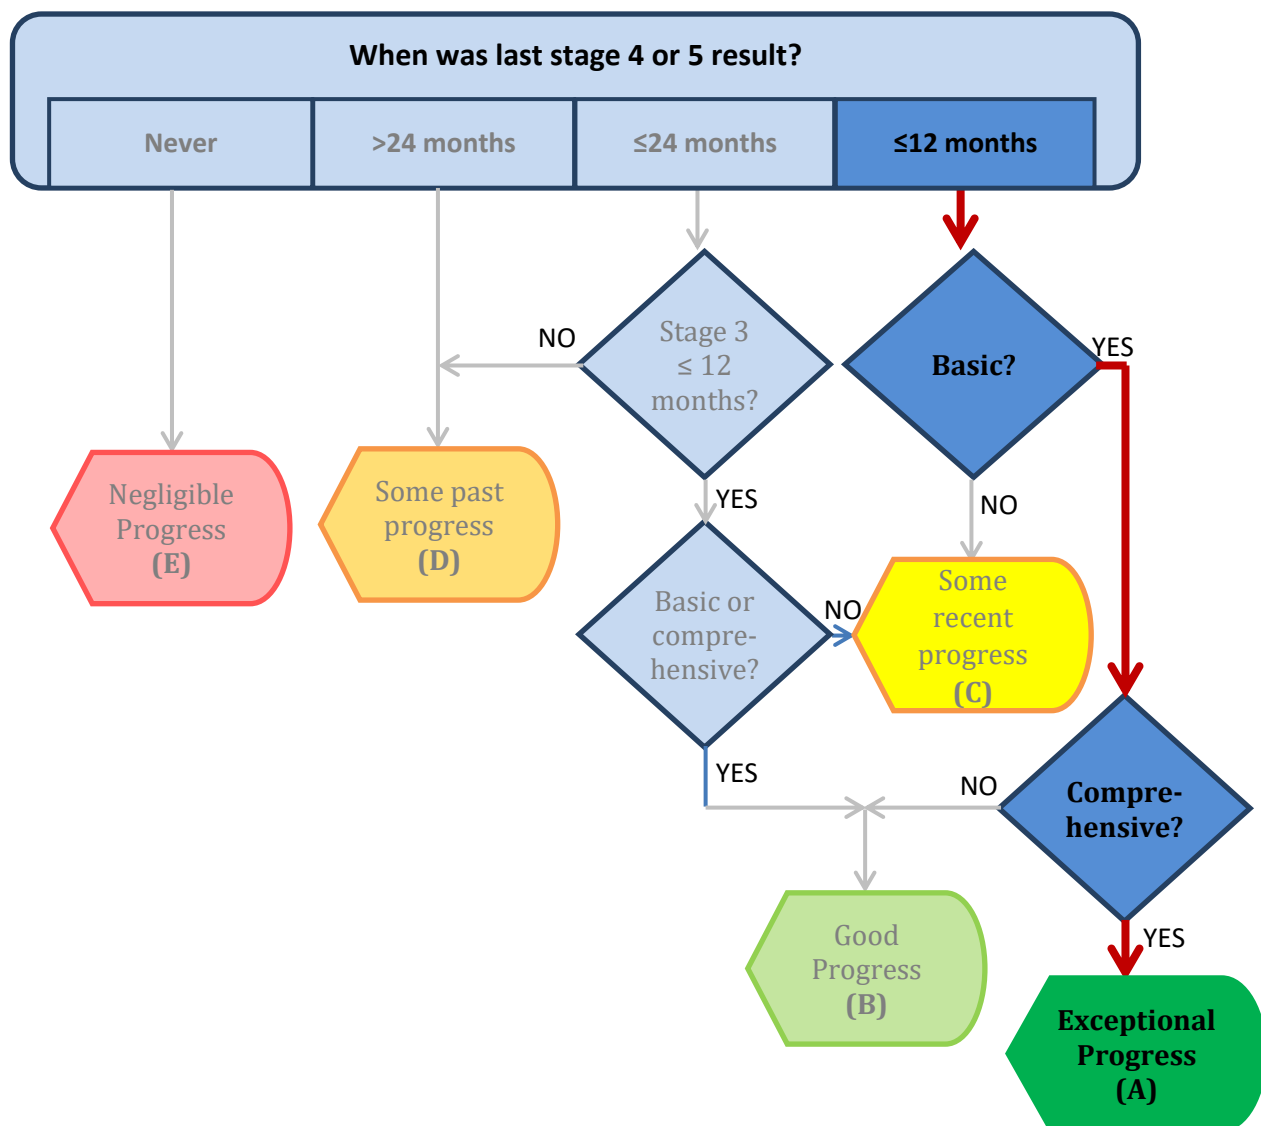 When was last stage 4 or 5 result?
Never
>24 months
≤24 months
≤12 months
NO
Stage 3
≤ 12
months?
Basic?
YES
Negligible
Progress
(E)
Some past
progress
(D)
YES
NO
Basic or
compre-
hensive?
NO
Some
recent
progress
(C)
YES
NO
Compre-
hensive?
Good
Progress
(B)
YES
Exceptional
Progress
(A)